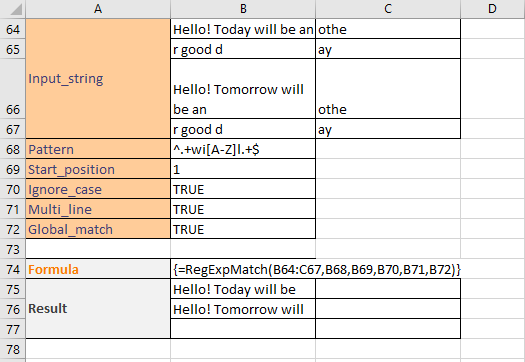 A B C D
64 Hello! Today will be an othe
65 r good d ay
Input_string
Hello! Tomorrow will
66 be an othe
67 r good d ay
68 Pattern ^.+wi[A-Z]l.+$
69 Start_position 1
70 Ignore_case TRUE
71 Multi_line TRUE
72 Global_match TRUE
73
74 Formula {=RegExpMatch(B64:C67,B68,B69,B70,B71,B72)}
75 Hello! Today will be
76 Result Hello! Tomorrow will
77
78